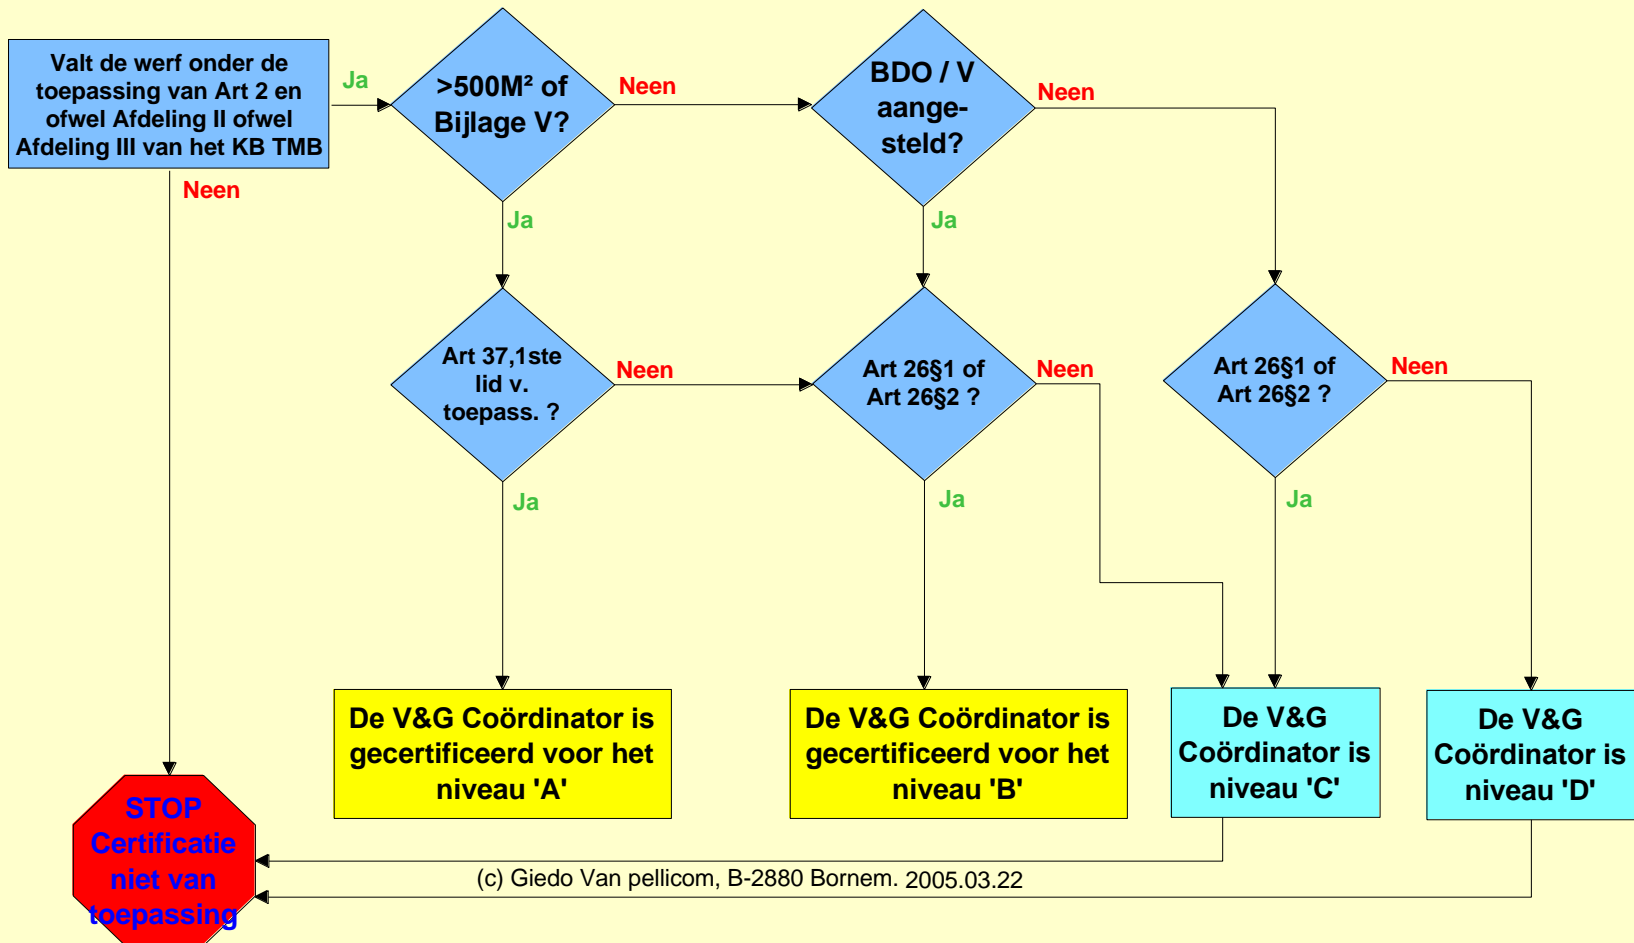 Valt de werf onder de
toepassing van Art 2 en
ofwel Afdeling II ofwel
Afdeling III van het KB TMB
Ja
>500M² of
Bijlage V?
Neen
BDO / V
aange-
steld?
Neen
Neen
Ja
Ja
Art 37,1ste
lid v.
toepass. ?
Neen
Art 26§1 of
Art 26§2 ?
Neen
Art 26§1 of
Art 26§2 ?
Neen
Ja
Ja
Ja
De V&G Coördinator is
gecertificeerd voor het
niveau 'A'
De V&G Coördinator is
gecertificeerd voor het
niveau 'B'
De V&G
Coördinator is
niveau 'C'
De V&G
Coördinator is
niveau 'D'
STOP
Certificatie
niet van
toepassing
(c) Giedo Van pellicom, B-2880 Bornem. 2005.03.22